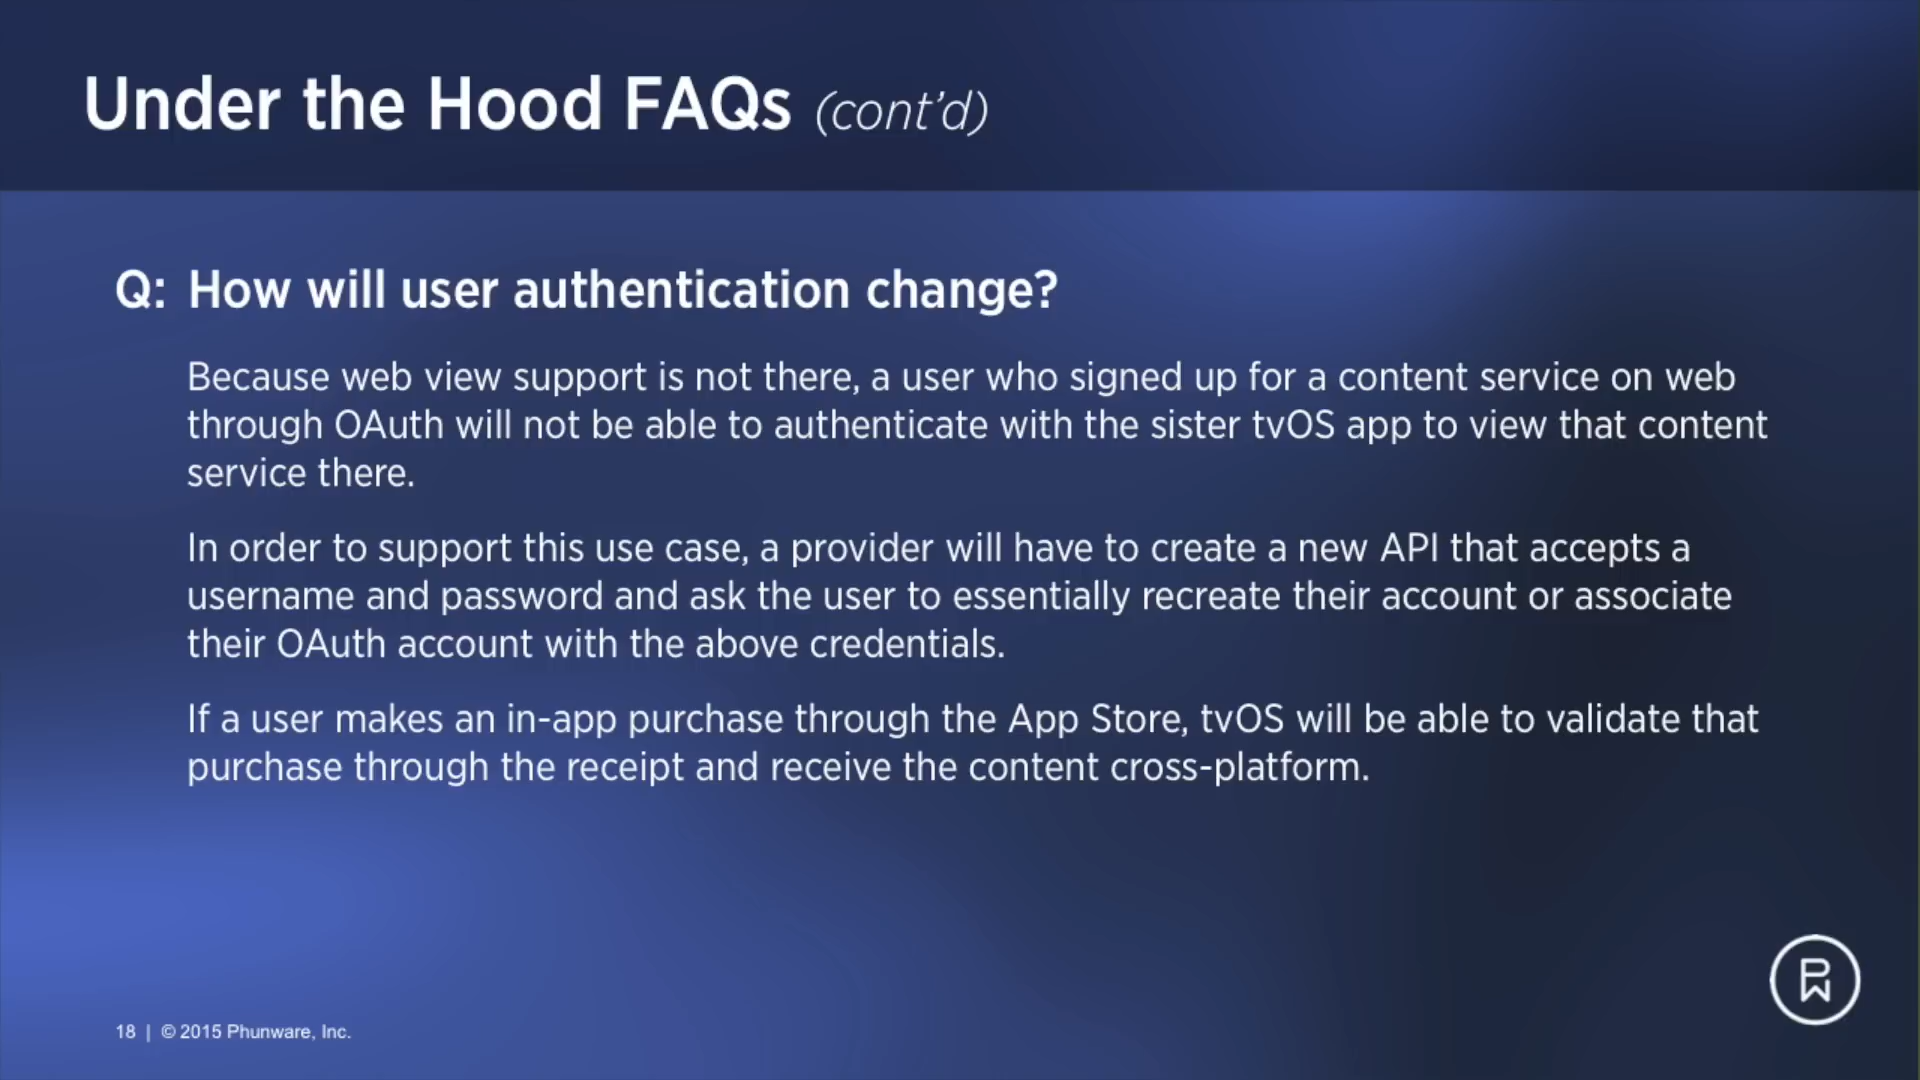 Under the Hood FAQs (cont’d)
Q: How will user authentication change?
Because web view support is not there, a user who signed up for a content service on web
through OAuth will not be able to authenticate with the sister tvOS app to view that content
service there.
In order to support this use case, a provider will have to create a new API that accepts a
username and password and ask the user to essentially recreate their account or associate
their OAuth account with the above credentials.
If a user makes an in-app purchase through the App Store, tvOS will be able to validate that
purchase through the receipt and receive the content cross-platform.
PW
18 | © 2015 Phunware, Inc.